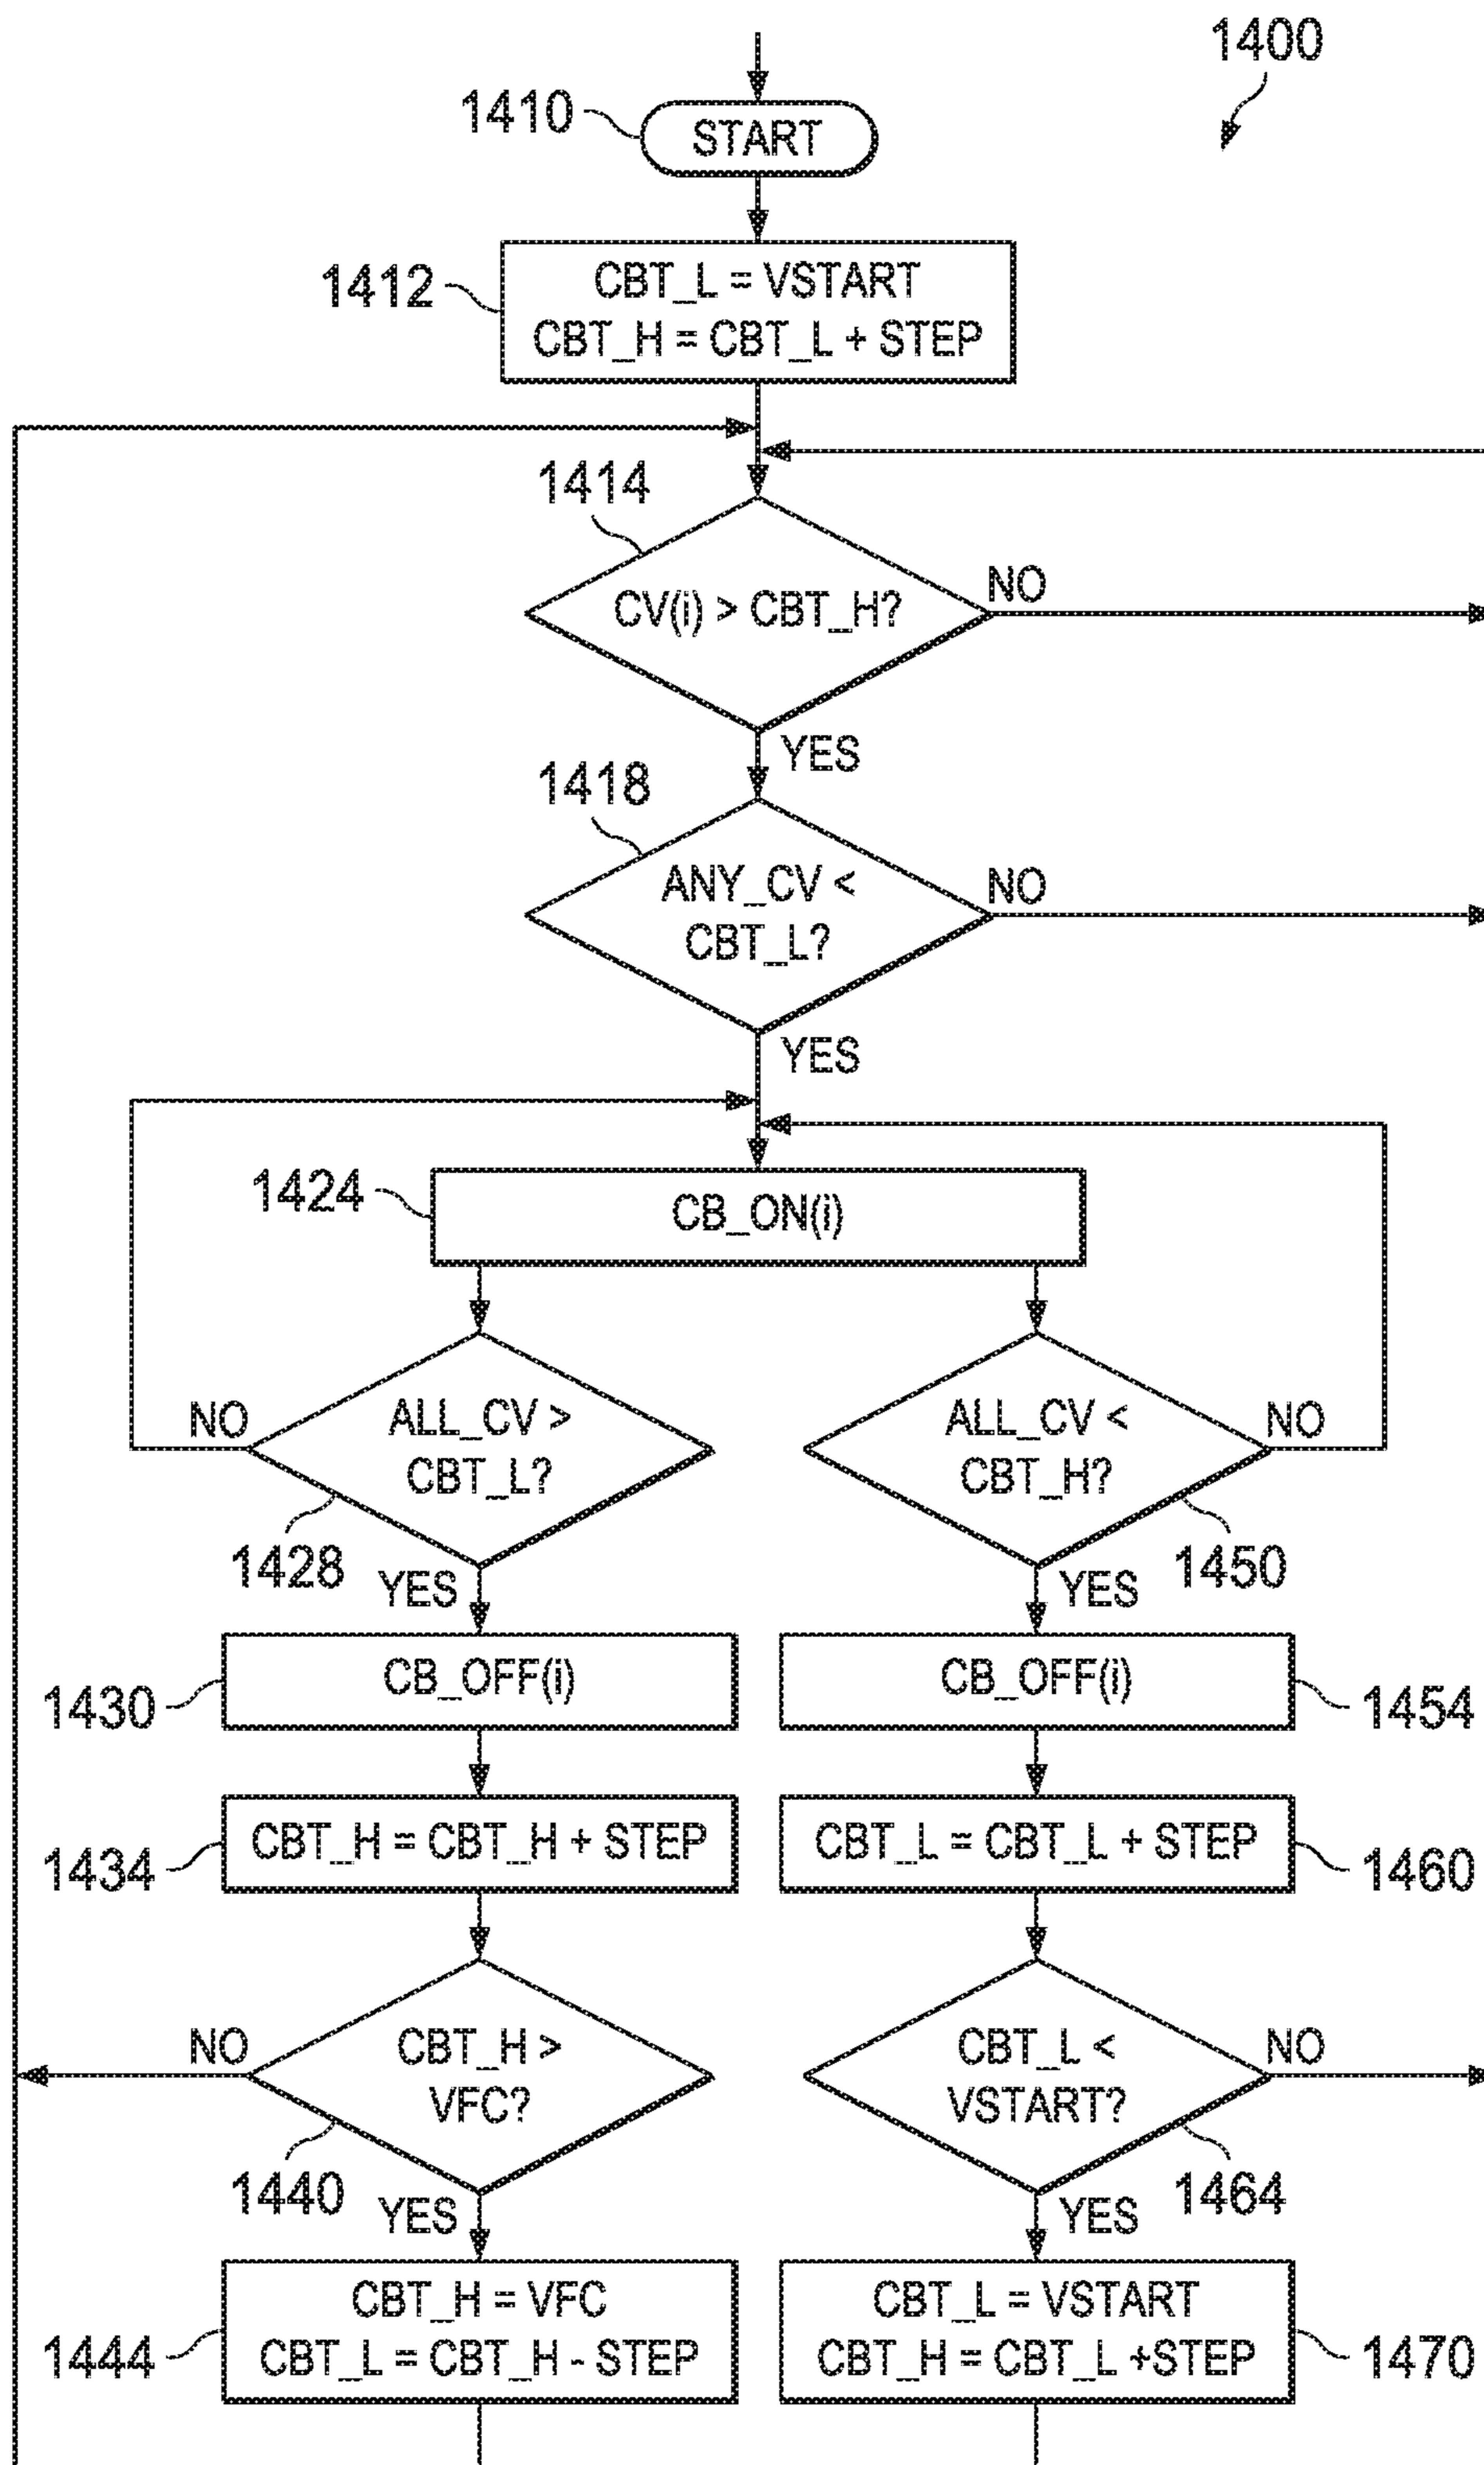 1400
1410
START
1412
CBT_L = VSTART
CBT_H = CBT_L + STEP
1414
CV(i) > CBT_H?
NO
YES
1418
ANY_CV <
CBT_L?
NO
YES
1424
CB_ON(i)
NO
ALL_CV >
CBT_L?
1428
YES
ALL_CV <
CBT_H?
NO
1450
YES
1430
CB_OFF(i)
CB_OFF(i)
1454
1434
CBT_H = CBT_H + STEP
CBT_L = CBT_L + STEP
1460
NO
CBT_H >
VFC?
1440
YES
CBT_L <
VSTART?
NO
1464
YES
1444
CBT_H = VFC
CBT_L = CBT_H - STEP
CBT_L = VSTART
CBT_H = CBT_L +STEP
1470